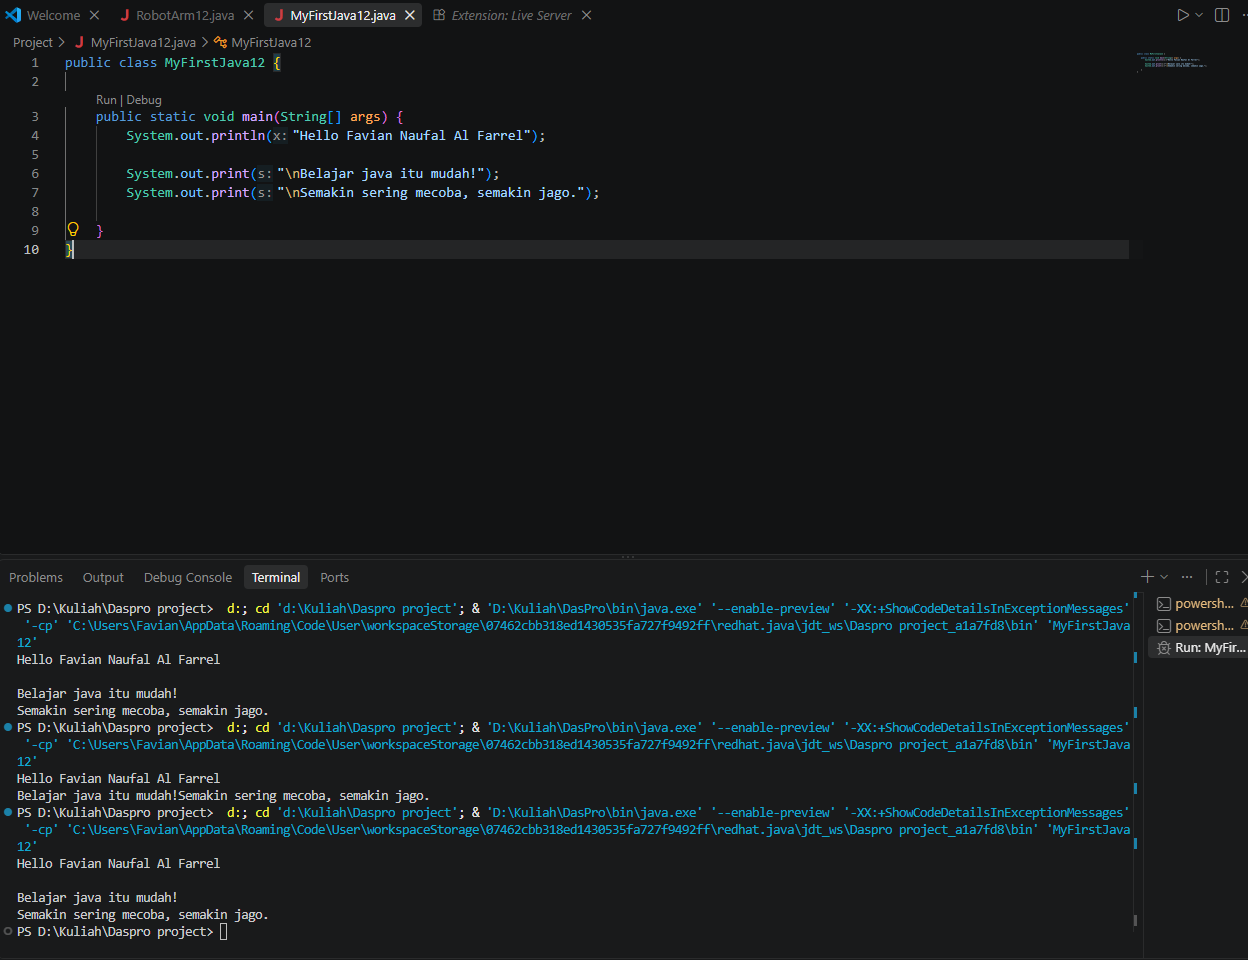 Welcome RobotArm12.java MyFirstJava12.java Extension: Live Server
Project > MyFirstJava12.java > MyFirstJava12
1 public class MyFirstJava12 {
2
Run | Debug
3 public static void main(String[] args) {
4 System.out.println(x: "Hello Favian Naufal Al Farrel");
5
6 System.out.print(s: "\nBelajar java itu mudah!");
7 System.out.print(s: "\nSemakin sering mecoba, semakin jago.");
8
9 }
10 }
Problems Output Debug Console Terminal Ports
PS D:\Kuliah\Daspro project> d:; cd 'd:\Kuliah\Daspro project'; & 'D:\Kuliah\DasPro\bin\java.exe' '--enable-preview' '-XX:+ShowCodeDetailsInExceptionMessages'
'-cp' 'C:\Users\Favian\AppData\Roaming\Code\User\workspaceStorage\07462cbb318ed1430535fa727f9492ff\redhat.java\jdt_ws\Daspro project_a1a7fd8\bin' 'MyFirstJava
12'
Hello Favian Naufal Al Farrel
Belajar java itu mudah!
Semakin sering mecoba, semakin jago.
PS D:\Kuliah\Daspro project> d:; cd 'd:\Kuliah\Daspro project'; & 'D:\Kuliah\DasPro\bin\java.exe' '--enable-preview' '-XX:+ShowCodeDetailsInExceptionMessages'
'-cp' 'C:\Users\Favian\AppData\Roaming\Code\User\workspaceStorage\07462cbb318ed1430535fa727f9492ff\redhat.java\jdt_ws\Daspro project_a1a7fd8\bin' 'MyFirstJava
12'
Hello Favian Naufal Al Farrel
Belajar java itu mudah!Semakin sering mecoba, semakin jago.
PS D:\Kuliah\Daspro project> d:; cd 'd:\Kuliah\Daspro project'; & 'D:\Kuliah\DasPro\bin\java.exe' '--enable-preview' '-XX:+ShowCodeDetailsInExceptionMessages'
'-cp' 'C:\Users\Favian\AppData\Roaming\Code\User\workspaceStorage\07462cbb318ed1430535fa727f9492ff\redhat.java\jdt_ws\Daspro project_a1a7fd8\bin' 'MyFirstJava
12'
Hello Favian Naufal Al Farrel
Belajar java itu mudah!
Semakin sering mecoba, semakin jago.
PS D:\Kuliah\Daspro project>
powersh...
powersh...
Run: MyFir...